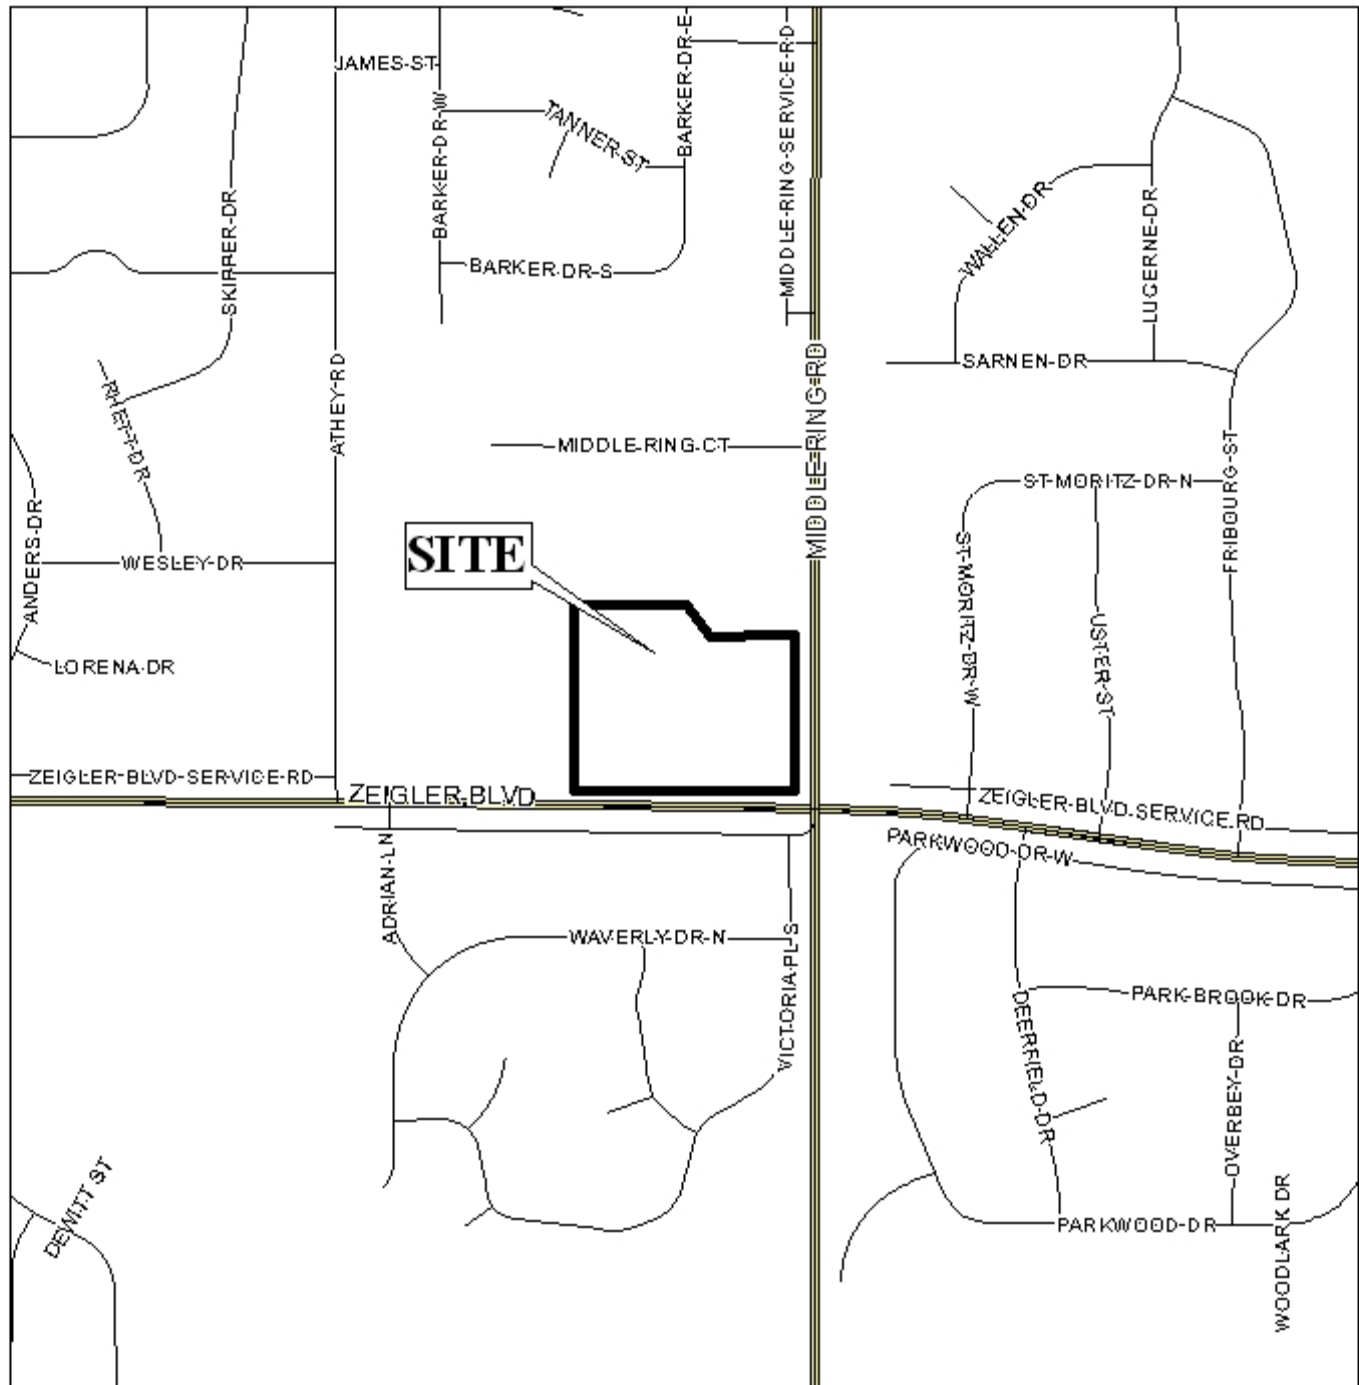 JAMES ST
BARKER-DR-W
TANNER-ST
BARKER-DR-E
MIDDLE-RING-SERVICE-RD
SKIPPER-DR
BARKER-DR-S
WALLEN-DR
LUCERNE-DR
ATHEY-RD
MIDDLE-RING-RD
SARNEN-DR
RHETT-DR
MIDDLE-RING-CT
FRIBOURG-ST
ST-MORITZ-DR-N
ANDERS-DR
WESLEY-DR
SITE
ST-MORITZ-DR-W
USTER-ST
LORENA-DR
ZEIGLER-BLVD-SERVICE-RD
ZEIGLER-BLVD
ZEIGLER-BLVD-SERVICE-RD
PARKWOOD-DR-W
ADRIAN-LN
WAVERLY-DR-N
VICTORIA-PL-S
DEERFIELD-DR
PARK-BROOK-DR
OVERBEY-DR
DEWITT ST
PARKWOOD-DR
WOODLARK DR